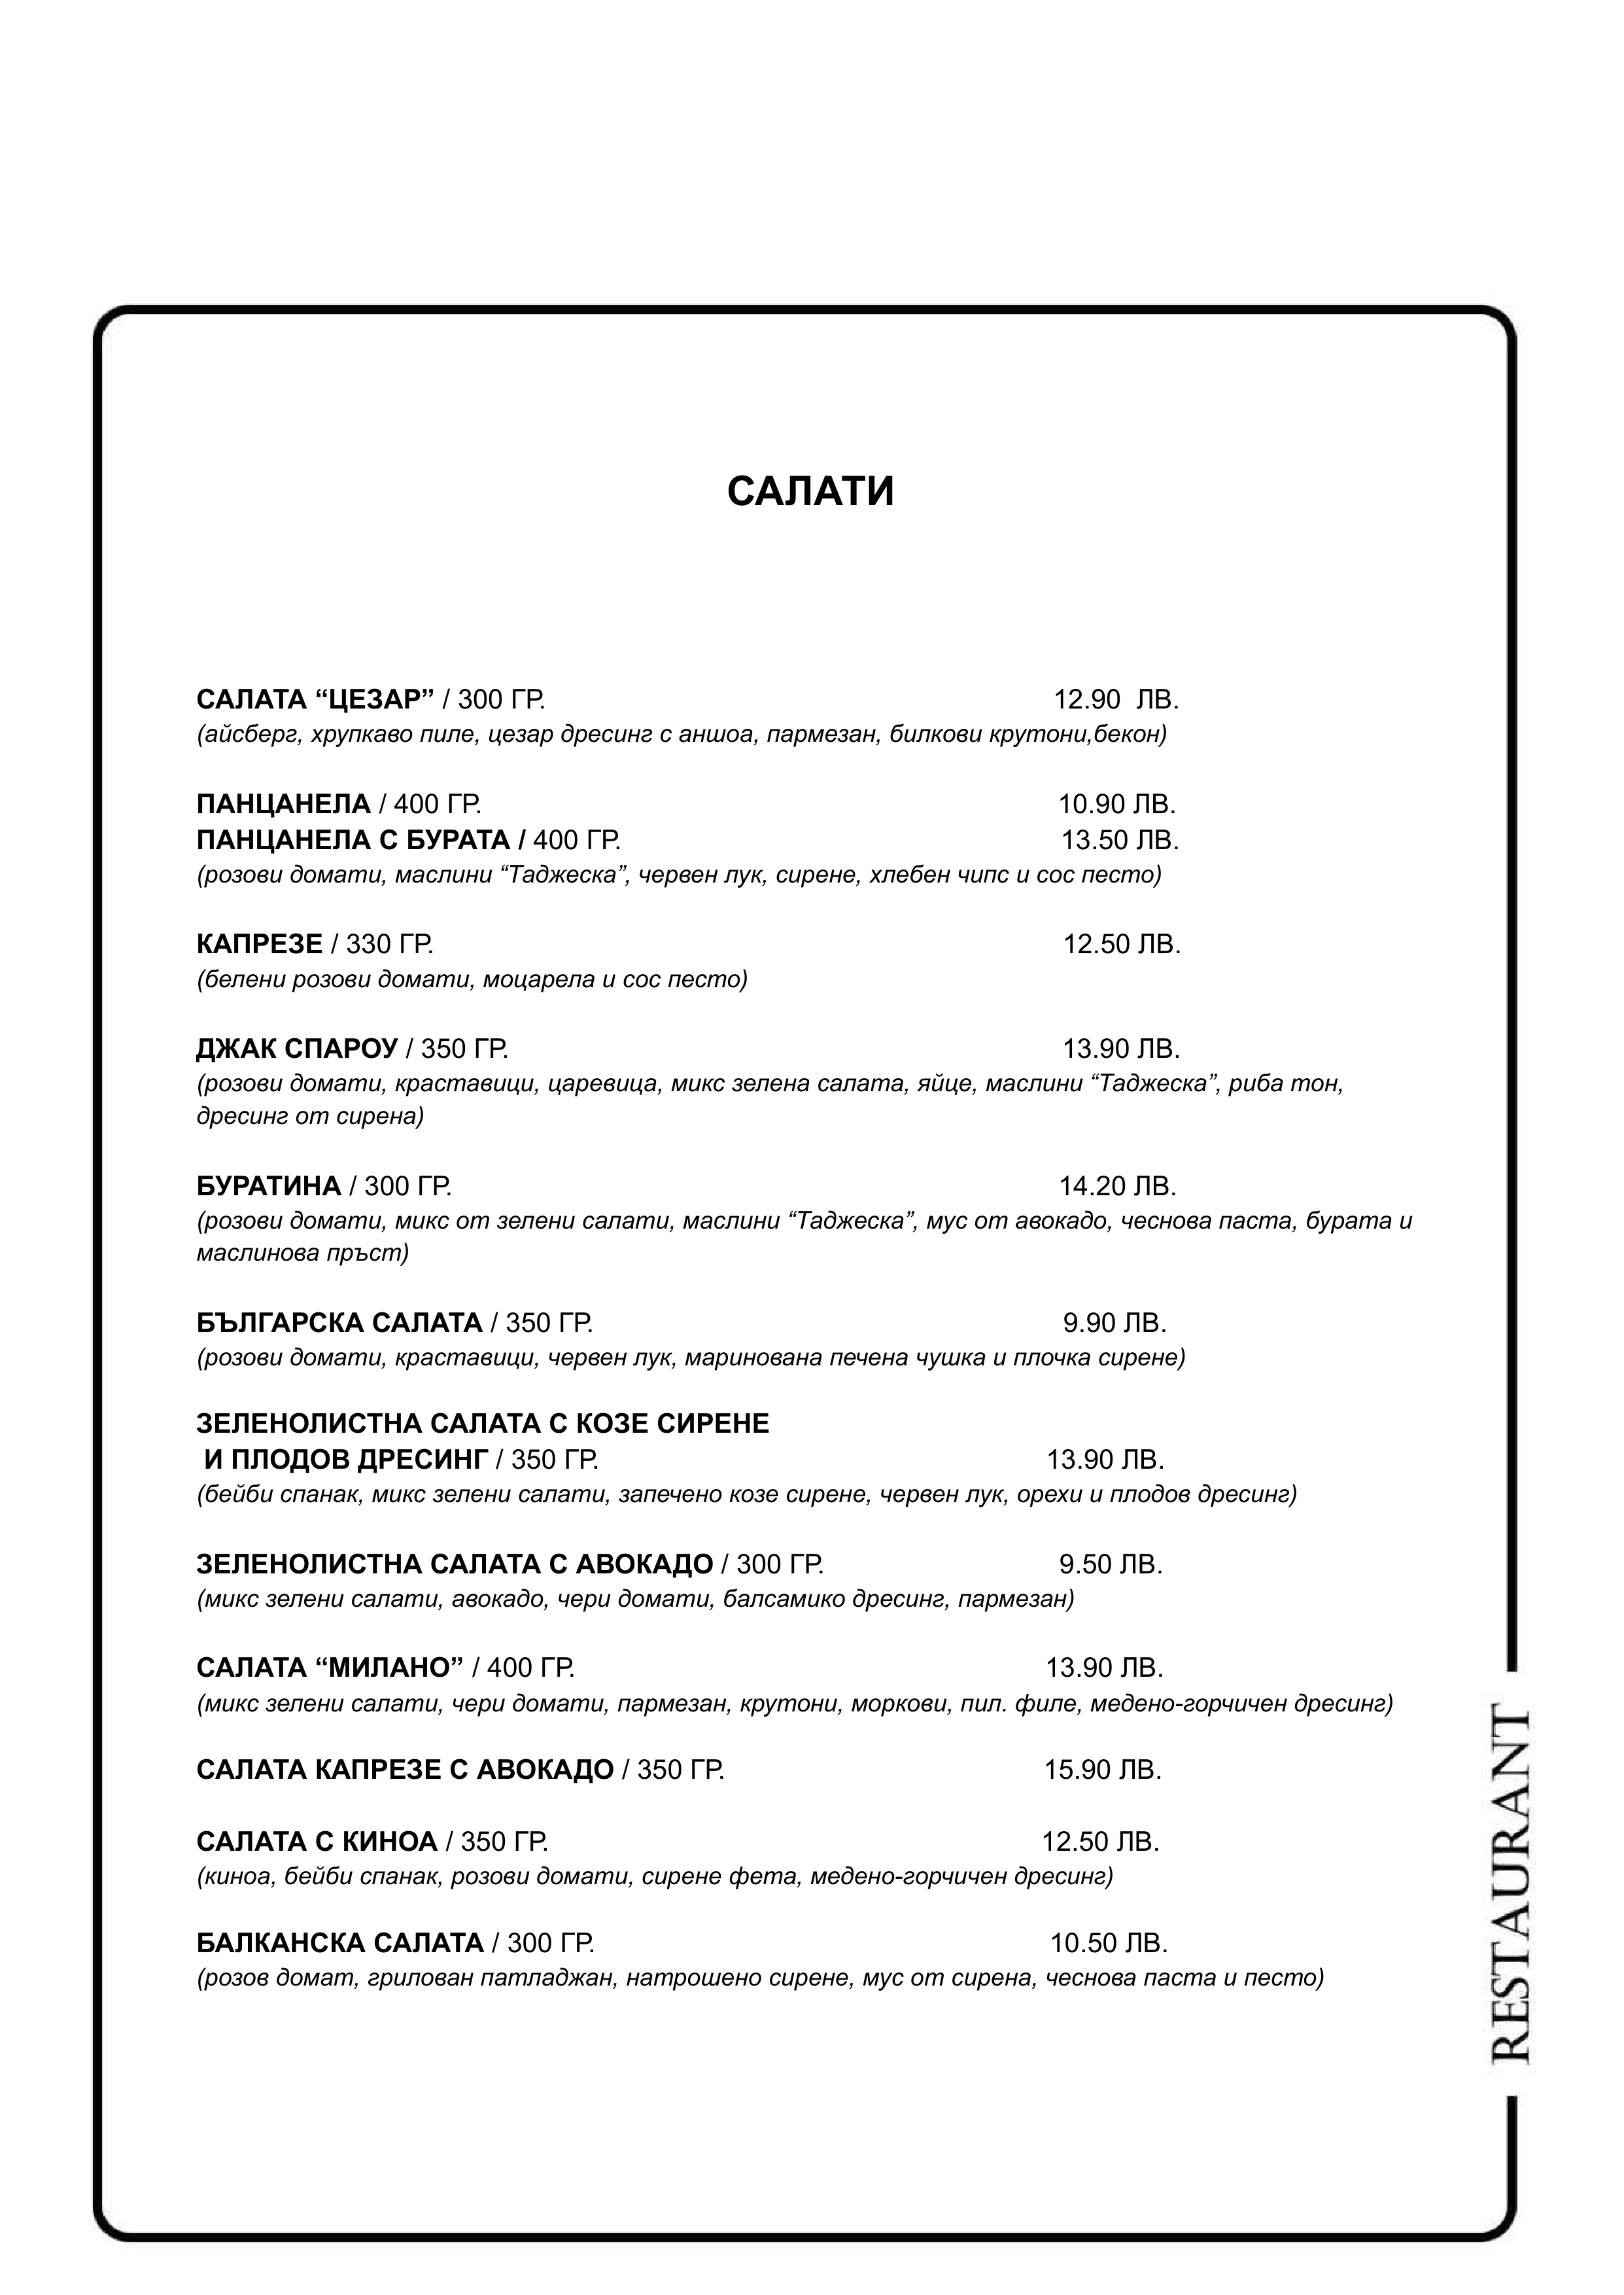 САЛАТИ
САЛАТА “ЦЕЗАР” / 300 ГР. 12.90 ЛВ.
(айсберг, хрупкаво пиле, цезар дресинг с аншоа, пармезан, билкови крутони,бекон)
ПАНЦАНЕЛА / 400 ГР. 10.90 ЛВ.
ПАНЦАНЕЛА С БУРАТА / 400 ГР. 13.50 ЛВ.
(розови домати, маслини “Таджеска”, червен лук, сирене, хлебен чипс и сос песто)
КАПРЕЗЕ / 330 ГР. 12.50 ЛВ.
(белени розови домати, моцарела и сос песто)
ДЖАК СПАРОУ / 350 ГР. 13.90 ЛВ.
(розови домати, краставици, царевица, микс зелена салата, яйце, маслини “Таджеска”, риба тон,
дресинг от сирена)
БУРАТИНА / 300 ГР. 14.20 ЛВ.
(розови домати, микс от зелени салати, маслини “Таджеска”, мус от авокадо, чеснова паста, бурата и
маслинова пръст)
БЪЛГАРСКА САЛАТА / 350 ГР. 9.90 ЛВ.
(розови домати, краставици, червен лук, маринована печена чушка и плочка сирене)
ЗЕЛЕНОЛИСТНА САЛАТА С КОЗЕ СИРЕНЕ
И ПЛОДОВ ДРЕСИНГ / 350 ГР. 13.90 ЛВ.
(бейби спанак, микс зелени салати, запечено козе сирене, червен лук, орехи и плодов дресинг)
ЗЕЛЕНОЛИСТНА САЛАТА С АВОКАДО / 300 ГР. 9.50 ЛВ.
(микс зелени салати, авокадо, чери домати, балсамико дресинг, пармезан)
САЛАТА “МИЛАНО” / 400 ГР. 13.90 ЛВ.
(микс зелени салати, чери домати, пармезан, крутони, моркови, пил. филе, медено-горчичен дресинг)
САЛАТА КАПРЕЗЕ С АВОКАДО / 350 ГР. 15.90 ЛВ.
САЛАТА С КИНОА / 350 ГР. 12.50 ЛВ.
(киноа, бейби спанак, розови домати, сирене фета, медено-горчичен дресинг)
БАЛКАНСКА САЛАТА / 300 ГР. 10.50 ЛВ.
(розов домат, грилован патладжан, натрошено сирене, мус от сирена, чеснова паста и песто)
RESTAURANT